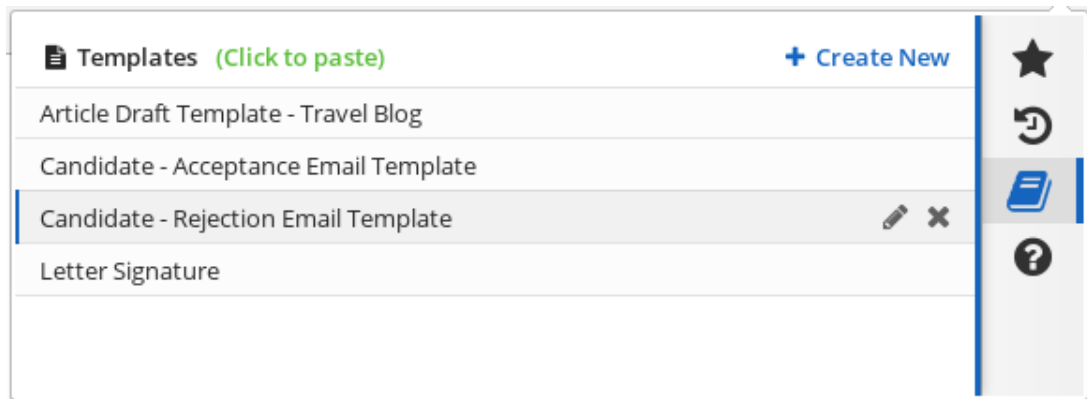 Templates (Click to paste) + Create New
Article Draft Template - Travel Blog
Candidate - Acceptance Email Template
Candidate - Rejection Email Template
Letter Signature